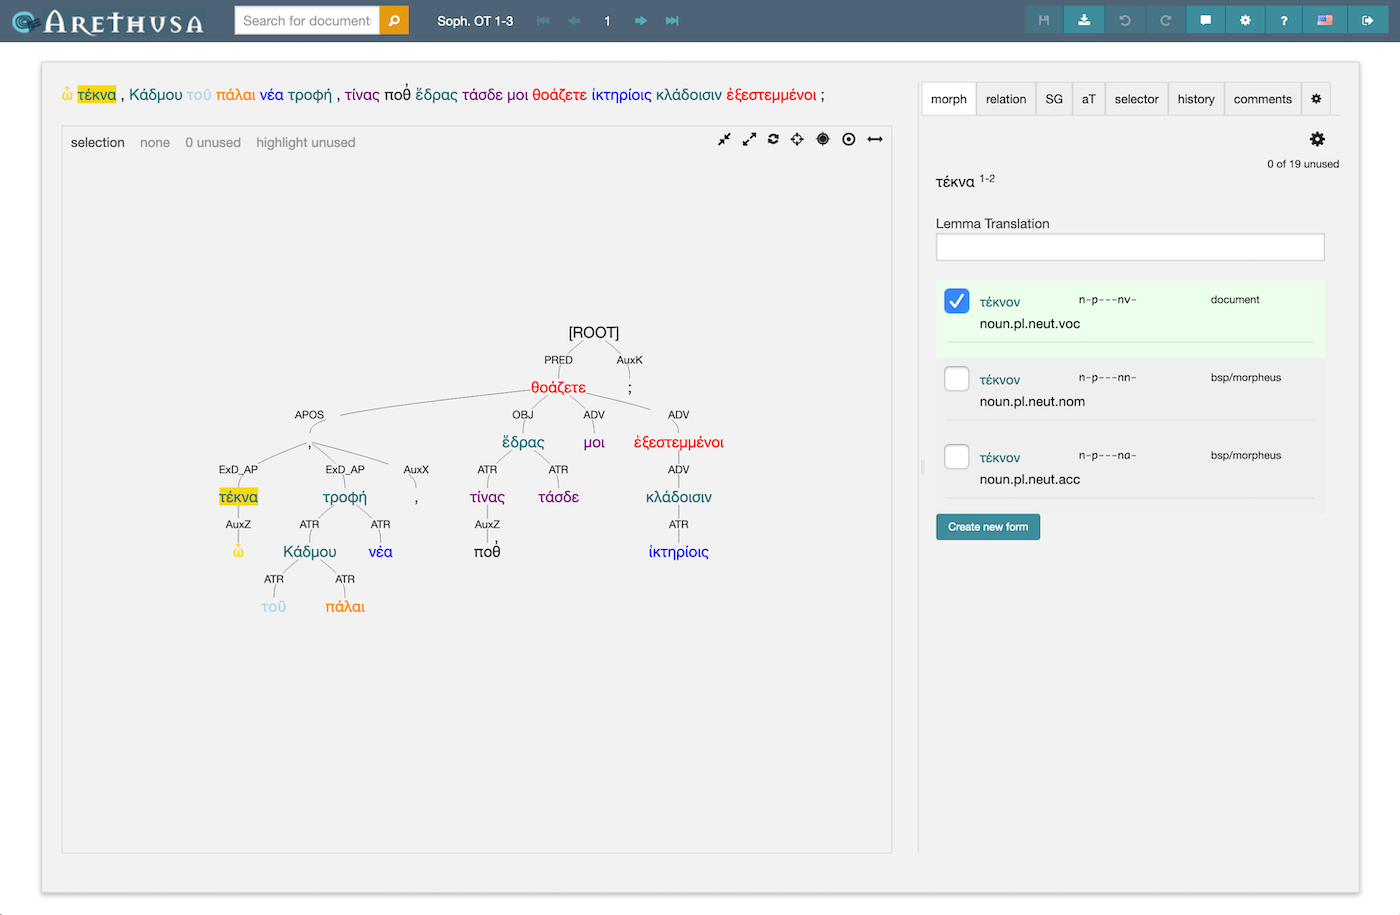 ARETHUSA Search for document Soph. OT 1-3 1 ?
ὦ τέκνα , Κάδμου τοῦ πάλαι νέα τροφή , τίνας ποθ̓ ἕδρας τάσδε μοι θοάζετε ἱκτηρίοις κλάδοισιν ἐξεστεμμένοι ;
selection none 0 unused highlight unused
[ROOT]
PRED AuxK
θοάζετε ;
APOS OBJ ADV ADV
, ἕδρας μοι ἐξεστεμμένοι
ExD_AP ExD_AP AuxX ATR ATR ADV
τέκνα τροφή , τίνας τάσδε κλάδοισιν
AuxZ ATR ATR AuxZ ATR
ὦ Κάδμου νέα ποθ̓ ἱκτηρίοις
ATR ATR
τοῦ πάλαι
morph relation SG aT selector history comments
0 of 19 unused
τέκνα 1-2
Lemma Translation
τέκνον n-p---nv- document
noun.pl.neut.voc
τέκνον n-p---nn- bsp/morpheus
noun.pl.neut.nom
τέκνον n-p---na- bsp/morpheus
noun.pl.neut.acc
Create new form